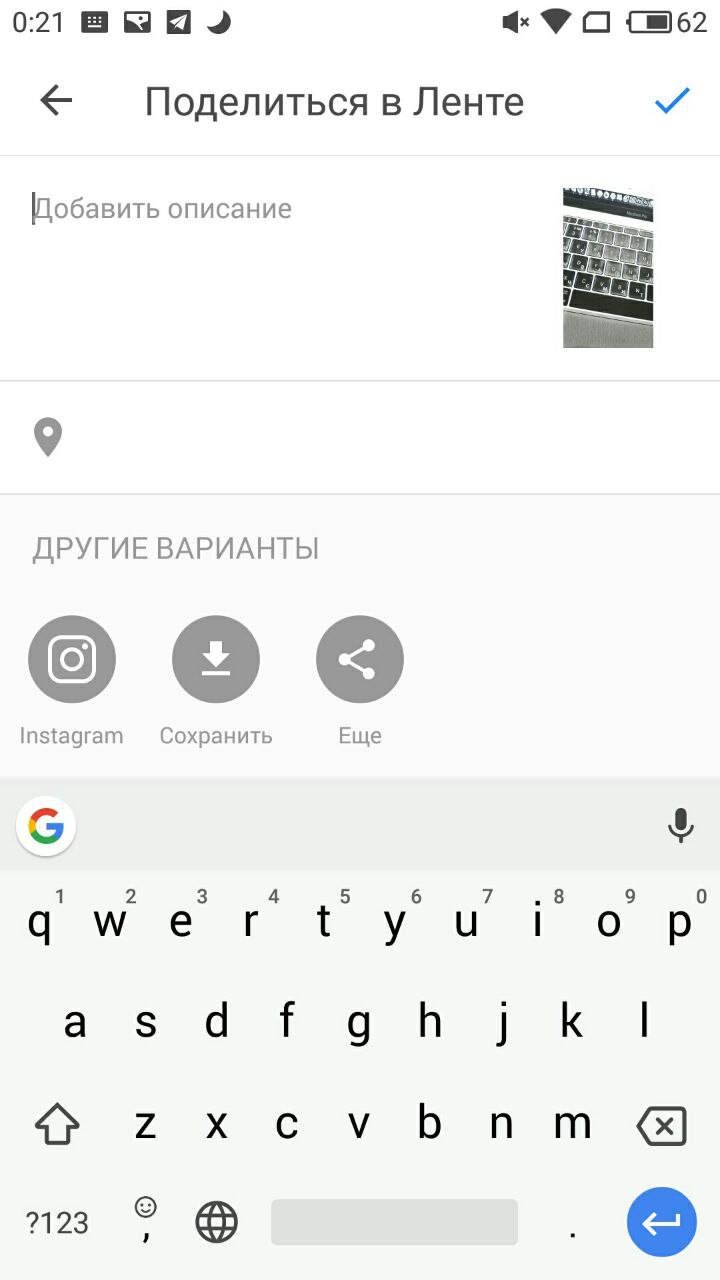 0:21 62
Поделиться в Ленте
Добавить описание
ДРУГИЕ ВАРИАНТЫ
Instagram Сохранить Еще
1 2 3 4 5 6 7 8 9 0
q w e r t y u i o p
a s d f g h j k l
z x c v b n m
?123 , .